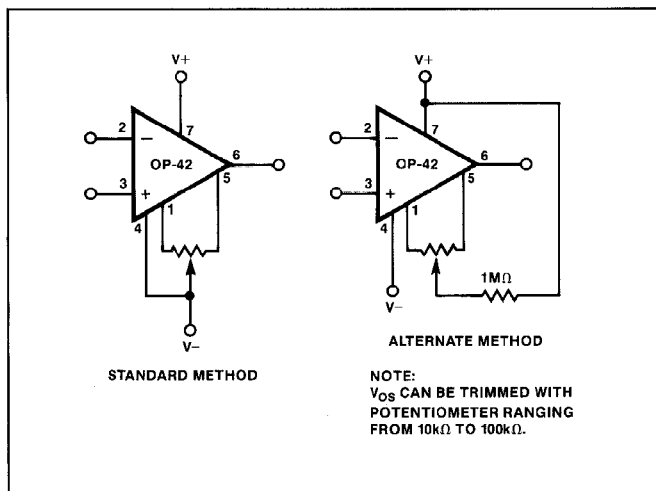 V+
2
−
7
OP-42
6
3
+
5
1
4
V−
STANDARD METHOD
V+
2
−
7
OP-42
6
3
+
5
1
4
1MΩ
V−
ALTERNATE METHOD
NOTE:
VOS CAN BE TRIMMED WITH
POTENTIOMETER RANGING
FROM 10kΩ TO 100kΩ.